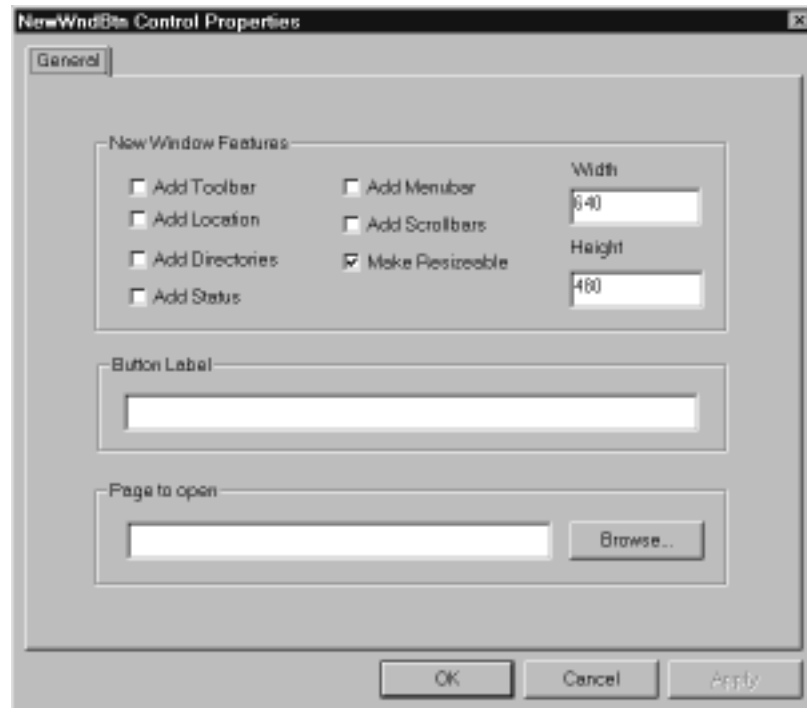 NewWndBtn Control Properties
General
New Window Features
Add Toolbar
Add Location
Add Directories
Add Status
Add Menubar
Add Scrollbars
Make Resizeable
Width
640
Height
480
Button Label
Page to open
Browse...
OK
Cancel
Apply